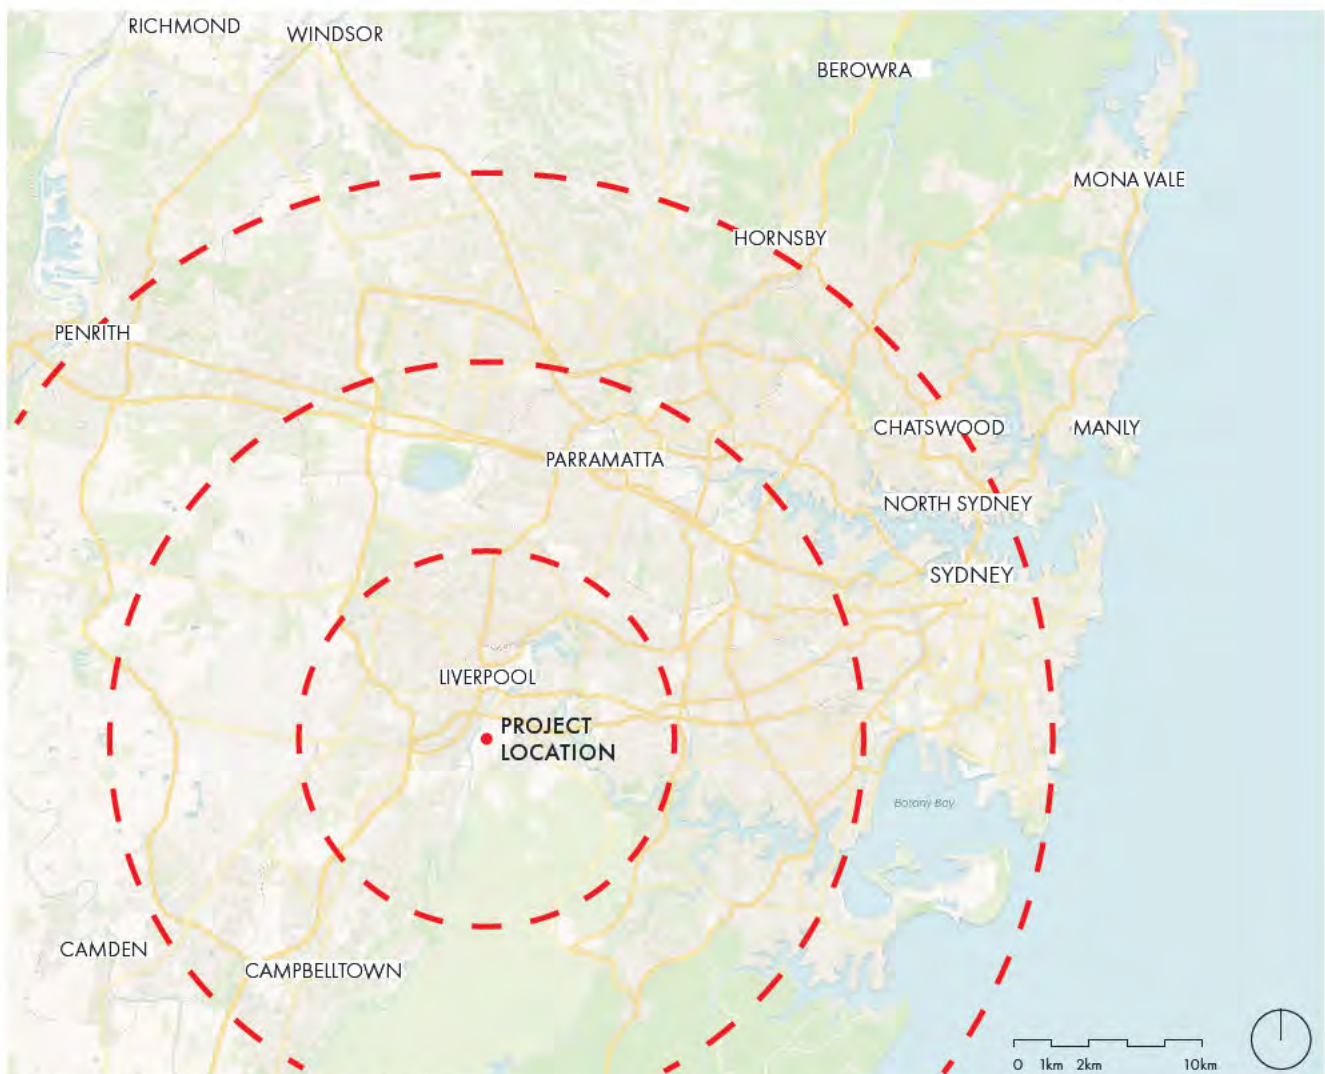 RICHMOND
WINDSOR
BEROWRA
MONA VALE
HORNSBY
PENRITH
CHATSWOOD
MANLY
PARRAMATTA
NORTH SYDNEY
SYDNEY
LIVERPOOL
PROJECT
LOCATION
Botany Bay
CAMDEN
CAMPBELLTOWN
0 1km 2km 10km